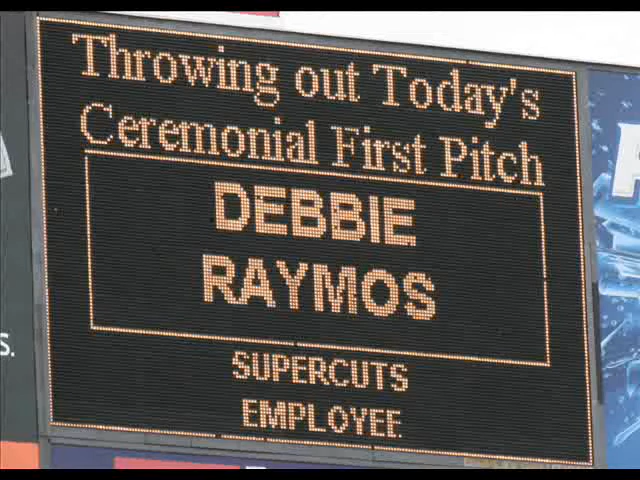 Throwing out Today's
Ceremonial First Pitch
DEBBIE
RAYMOS
SUPERCUTS
EMPLOYEE